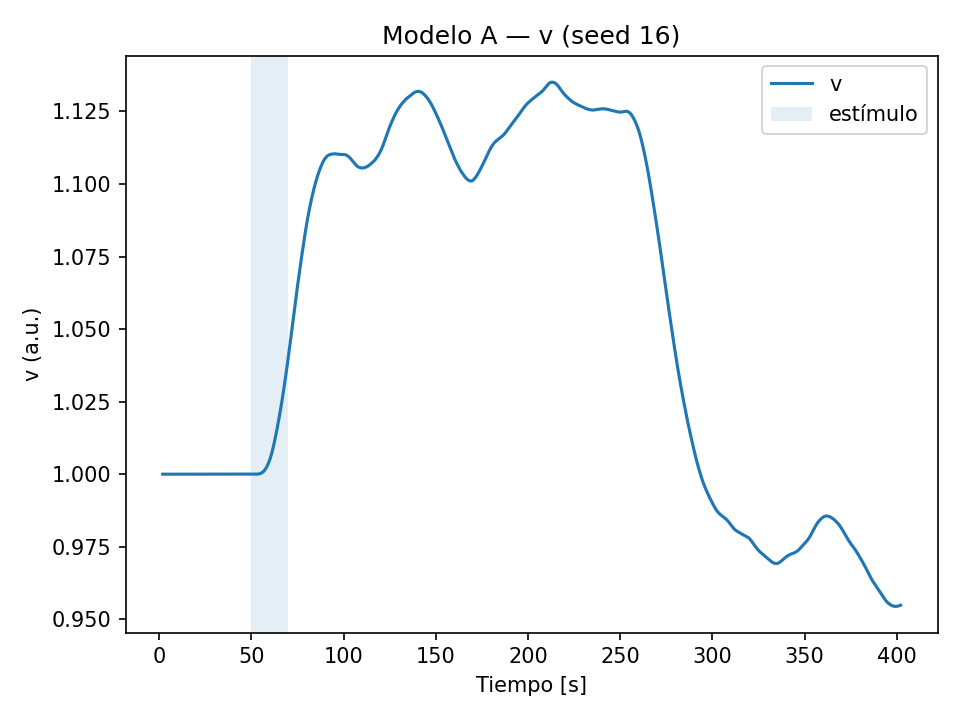 Modelo A — v (seed 16)
v
estímulo
1.125
1.100
1.075
1.050
1.025
1.000
0.975
0.950
v (a.u.)
0 50 100 150 200 250 300 350 400
Tiempo [s]